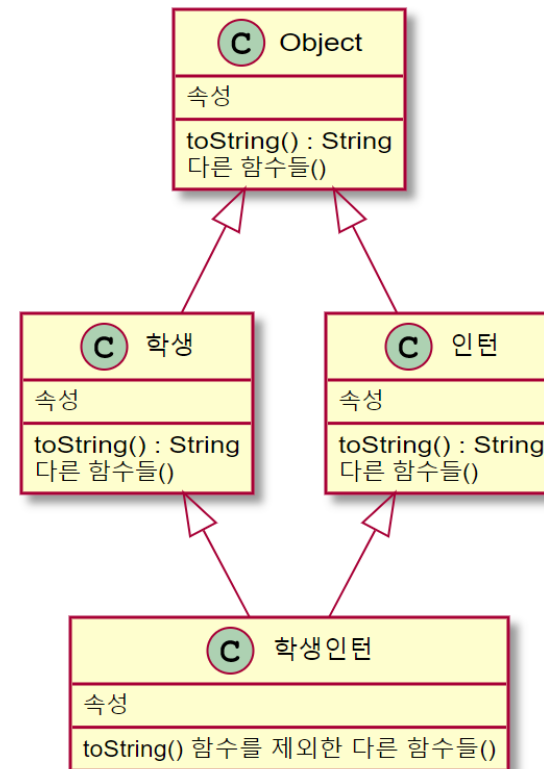 C Object
속성
toString() : String
다른 함수들()
C 학생
속성
toString() : String
다른 함수들()
C 인턴
속성
toString() : String
다른 함수들()
C 학생인턴
속성
toString() 함수를 제외한 다른 함수들()